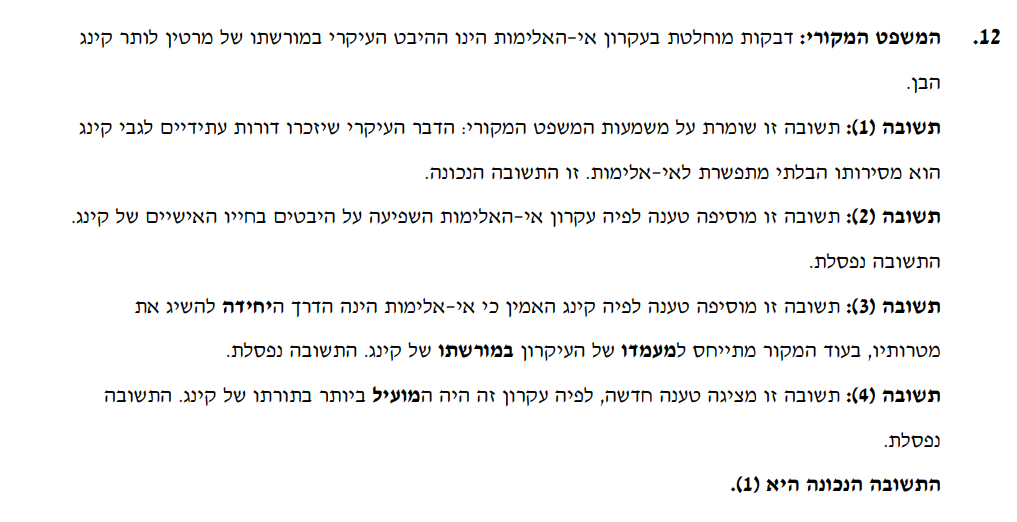 12. המשפט המקורי: דבקות מוחלטת בעקרון אי-האלימות הינו ההיבט העיקרי במורשתו של מרטין לותר קינג
הבן.
תשובה (1): תשובה זו שומרת על משמעות המשפט המקורי: הדבר העיקרי שיזכרו דורות עתידיים לגבי קינג
הוא מסירותו הבלתי מתפשרת לאי-אלימות. זו התשובה הנכונה.
תשובה (2): תשובה זו מוסיפה טענה לפיה עקרון אי-האלימות השפיעה על היבטים בחייו האישיים של קינג.
התשובה נפסלת.
תשובה (3): תשובה זו מוסיפה טענה לפיה קינג האמין כי אי-אלימות הינה הדרך היחידה להשיג את
מטרותיו, בעוד המקור מתייחס למעמדו של העיקרון במורשתו של קינג. התשובה נפסלת.
תשובה (4): תשובה זו מציגה טענה חדשה, לפיה עקרון זה היה המועיל ביותר בתורתו של קינג. התשובה
נפסלת.
התשובה הנכונה היא (1).